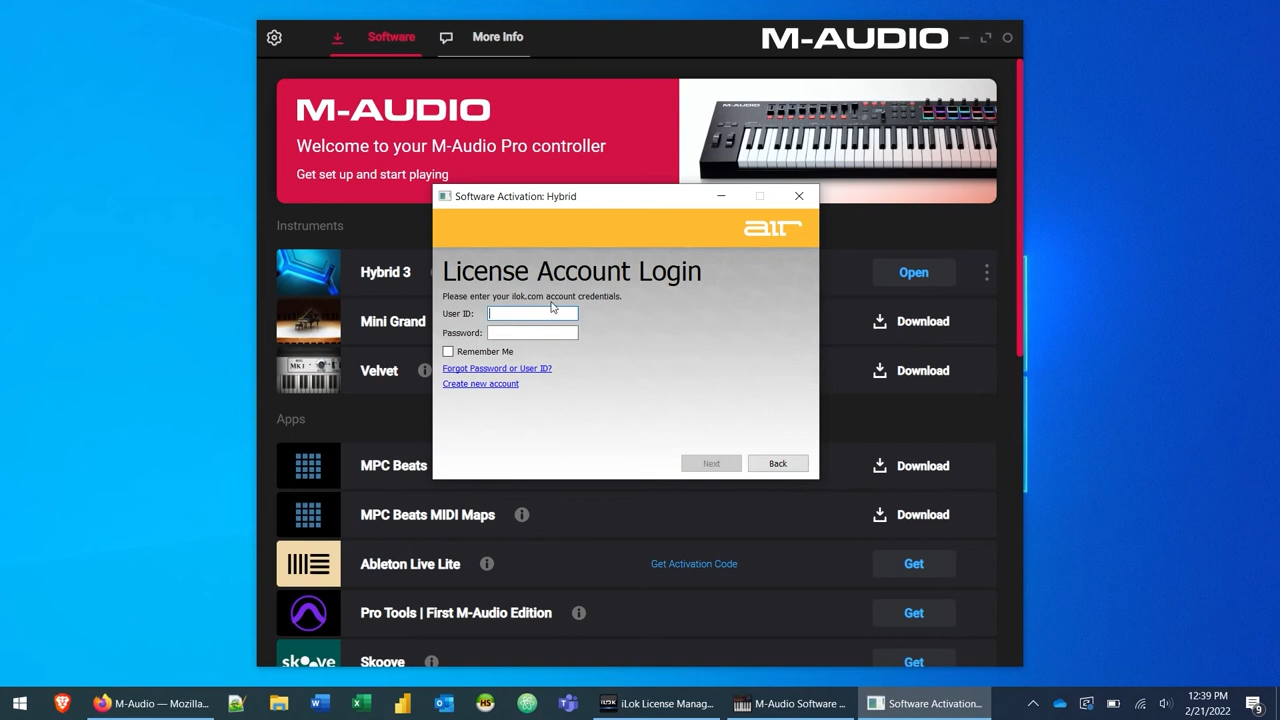 Software
More Info
M-AUDIO
M-AUDIO
Welcome to your M-Audio Pro controller
Get set up and start playing
Instruments
Hybrid 3
Open
Mini Grand
Download
Velvet
Download
Software Activation: Hybrid
air
License Account Login
Please enter your ilok.com account credentials.
User ID:
Password:
Remember Me
Forgot Password or User ID?
Create new account
Next
Back
Apps
MPC Beats
Download
MPC Beats MIDI Maps
Download
Ableton Live Lite
Get Activation Code
Get
Pro Tools | First M-Audio Edition
Get
skoove
Skoove
Get
M-Audio — Mozilla...
iLok License Manag...
M-Audio Software ...
Software Activation...
12:39 PM
2/21/2022
9